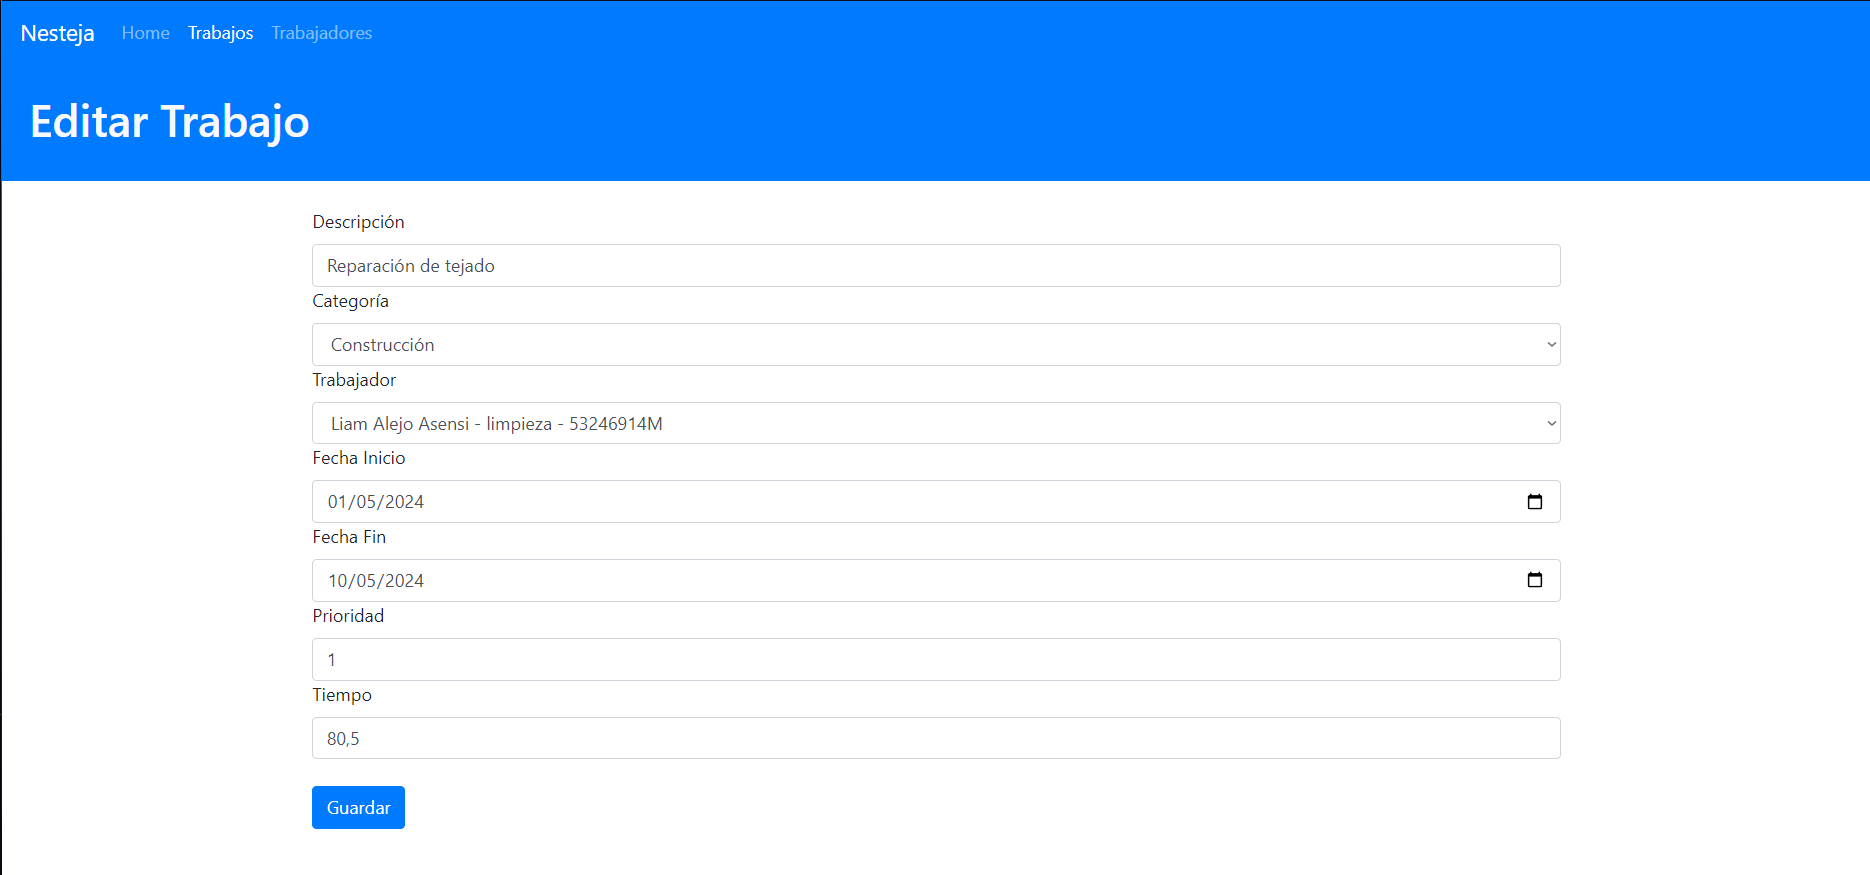 Nesteja Home Trabajos Trabajadores
Editar Trabajo
Descripción
Reparación de tejado
Categoría
Construcción
Trabajador
Liam Alejo Asensi - limpieza - 53246914M
Fecha Inicio
01/05/2024
Fecha Fin
10/05/2024
Prioridad
1
Tiempo
80,5
Guardar